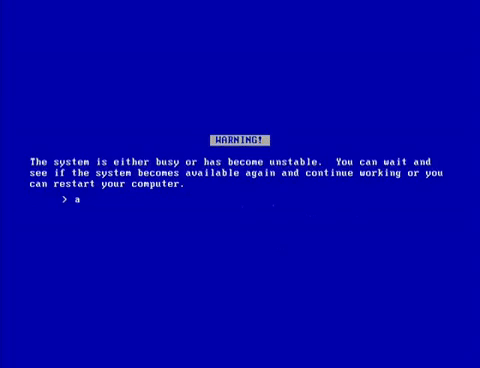 WARNING!
The system is either busy or has become unstable.  You can wait and
see if the system becomes available again and continue working or you
can restart your computer.
> a